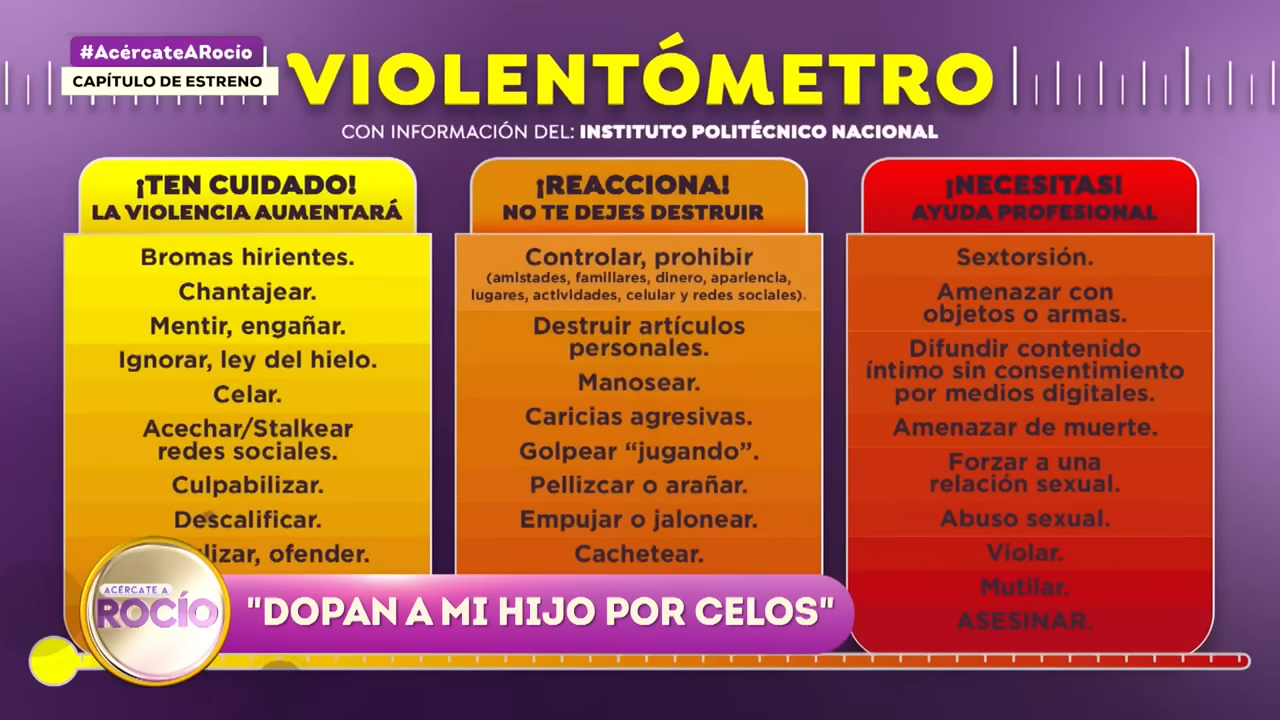 #AcércateARocío
CAPÍTULO DE ESTRENO
VIOLENTÓMETRO
CON INFORMACIÓN DEL: INSTITUTO POLITÉCNICO NACIONAL
¡TEN CUIDADO!
LA VIOLENCIA AUMENTARÁ
Bromas hirientes.
Chantajear.
Mentir, engañar.
Ignorar, ley del hielo.
Celar.
Acechar/Stalkear
redes sociales.
Culpabilizar.
Descalificar.
ofender.
¡REACCIONA!
NO TE DEJES DESTRUIR
Controlar, prohibir
(amistades, familiares, dinero, apariencia,
lugares, actividades, celular y redes sociales).
Destruir artículos
personales.
Manosear.
Caricias agresivas.
Golpear “jugando”.
Pellizcar o arañar.
Empujar o jalonear.
Cachetear.
¡NECESITAS!
AYUDA PROFESIONAL
Sextorsión.
Amenazar con
objetos o armas.
Difundir contenido
íntimo sin consentimiento
por medios digitales.
Amenazar de muerte.
Forzar a una
relación sexual.
Abuso sexual.
Violar.
Mutilar.
ASESINAR.
ACÉRCATE A
ROCÍO
"DOPAN A MI HIJO POR CELOS"